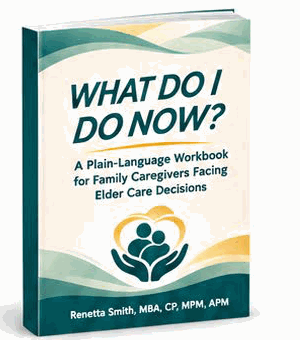 WHAT DO I
DO NOW?
A Plain-Language Workbook
for Family Caregivers Facing
Elder Care Decisions
Renetta Smith, MBA, CP, MPM, APM